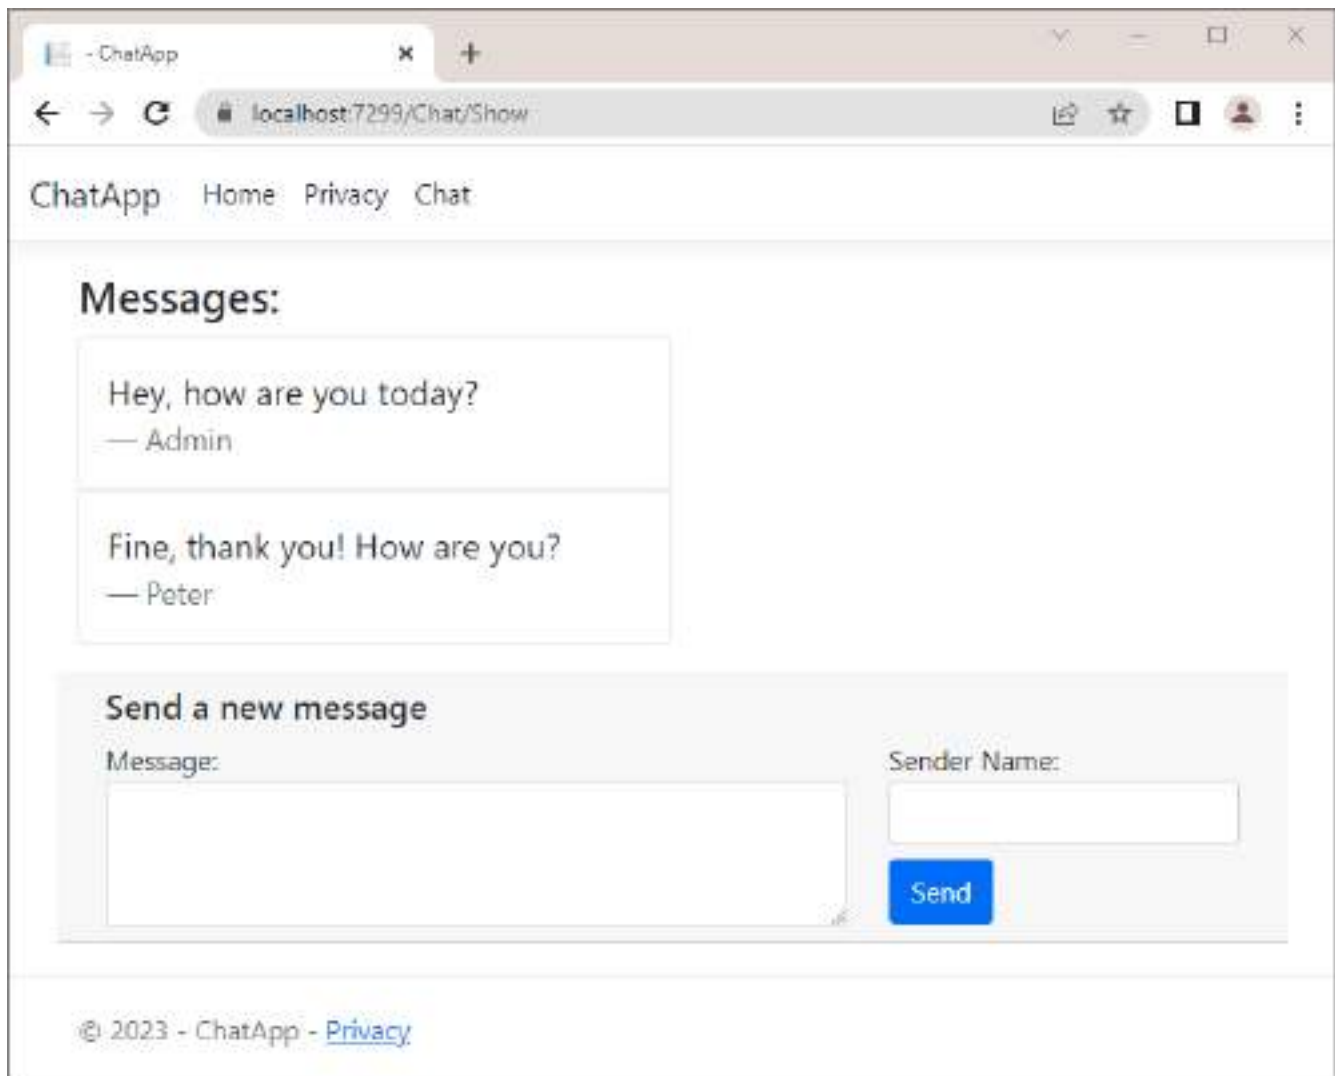 - ChatApp
localhost:7299/Chat/Show
ChatApp Home Privacy Chat
Messages:
Hey, how are you today?
— Admin
Fine, thank you! How are you?
— Peter
Send a new message
Message: Sender Name:
Send
© 2023 - ChatApp - Privacy